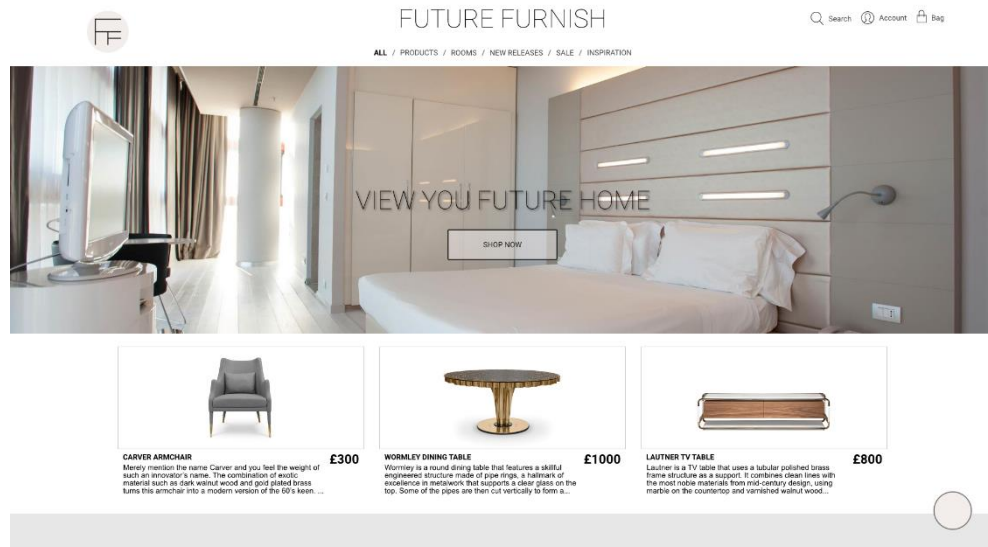 FF
FUTURE FURNISH
Search Account Bag
ALL / PRODUCTS / ROOMS / NEW RELEASES / SALE / INSPIRATION
VIEW YOU FUTURE HOME
SHOP NOW
CARVER ARMCHAIR
£300
Merely mention the name Carver and you feel the weight of
such an innovator's name. The combination of exotic
material such as dark walnut wood and gold plated brass
turns this armchair into a modern version of the 60's keen. ...
WORMLEY DINING TABLE
£1000
Wormley is a round dining table that features a skillful
engineered structure made of pipe rings, a hallmark of
excellence in metalwork that supports a clear glass on the
top. Some of the pipes are then cut vertically to form a...
LAUTNER TV TABLE
£800
Lautner is a TV table that uses a tubular polished brass
frame structure as a support. It combines clean lines with
the most noble materials from mid-century design, using
marble on the countertop and varnished walnut wood...